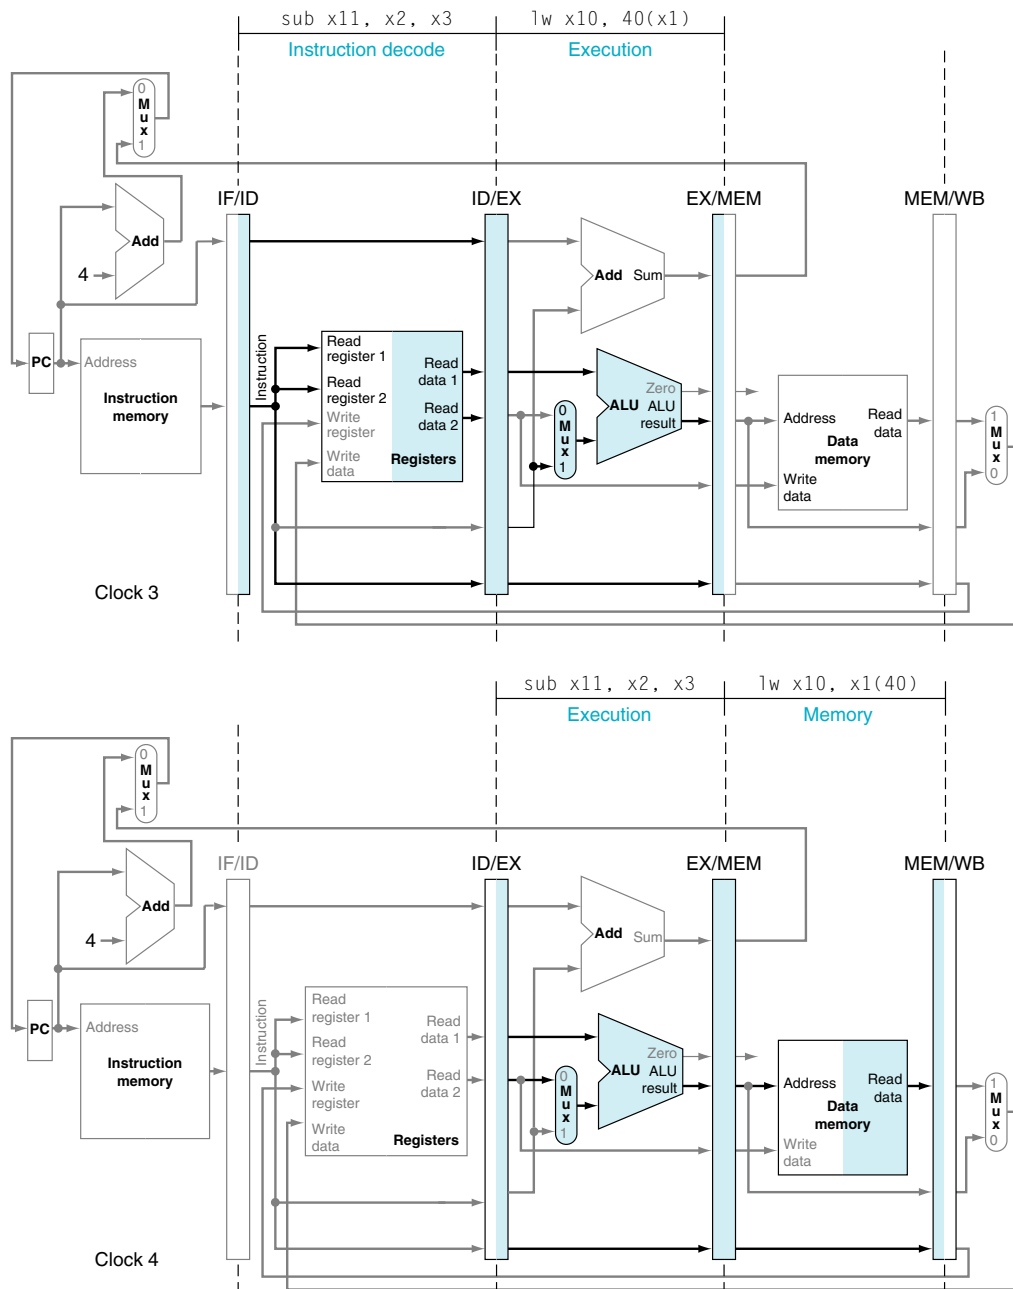 sub x11, x2, x3
lw x10, 40(x1)
Instruction decode
Execution
0
M
u
x
1
IF/ID
ID/EX
EX/MEM
MEM/WB
Add
4
Add Sum
PC
Address
Instruction
memory
Instruction
Read
register 1
Read
register 2
Write
register
Write
data
Registers
Read
data 1
Read
data 2
0
M
u
x
1
Zero
ALU ALU
result
Address
Read
data
Data
memory
Write
data
1
M
u
x
0
Clock 3
sub x11, x2, x3
lw x10, x1(40)
Execution
Memory
0
M
u
x
1
IF/ID
ID/EX
EX/MEM
MEM/WB
Add
4
Add Sum
PC
Address
Instruction
memory
Instruction
Read
register 1
Read
register 2
Write
register
Write
data
Registers
Read
data 1
Read
data 2
0
M
u
x
1
Zero
ALU ALU
result
Address
Read
data
Data
memory
Write
data
1
M
u
x
0
Clock 4